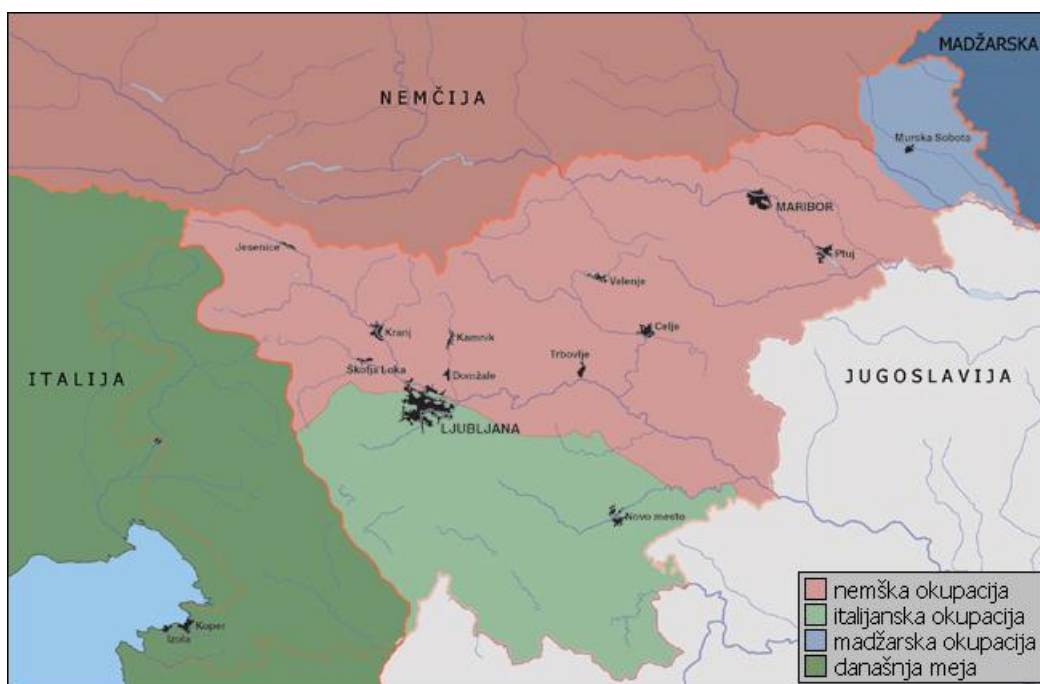 MADŽARSKA
NEMČIJA
Murska Sobota
MARIBOR
Jesenice
Ptuj
Velenje
Kranj
Kamnik
Celje
Trbovlje
Škofja Loka
Domžale
ITALIJA
JUGOSLAVIJA
LJUBLJANA
Novo mesto
Koper
Izola
nemška okupacija
italijanska okupacija
madžarska okupacija
današnja meja